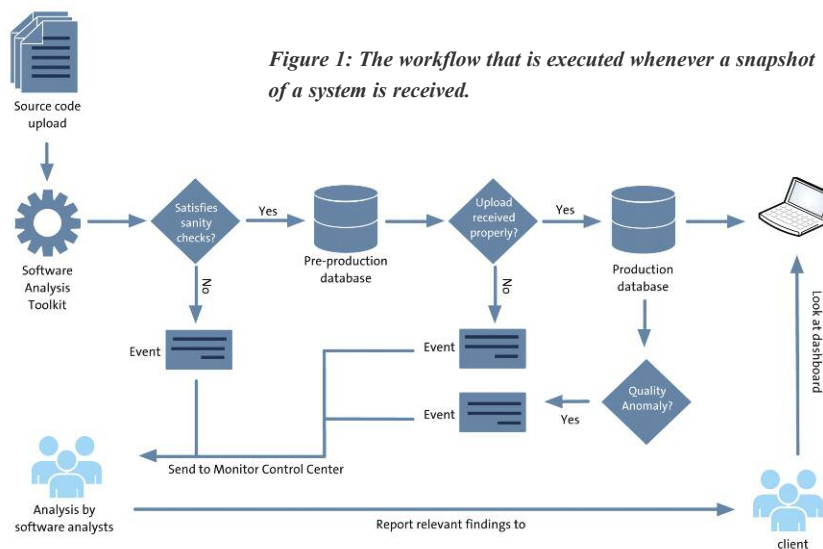 Figure 1: The workflow that is executed whenever a snapshot
of a system is received.
Source code
upload
Software
Analysis
Toolkit
Satisfies
sanity
checks?
Yes
No
Pre-production
database
Upload
received
properly?
Yes
No
Production
database
Look at dashboard
Event
Event
Event
Quality
Anomaly?
Yes
Send to Monitor Control Center
Analysis by
software analysts
Report relevant findings to
client